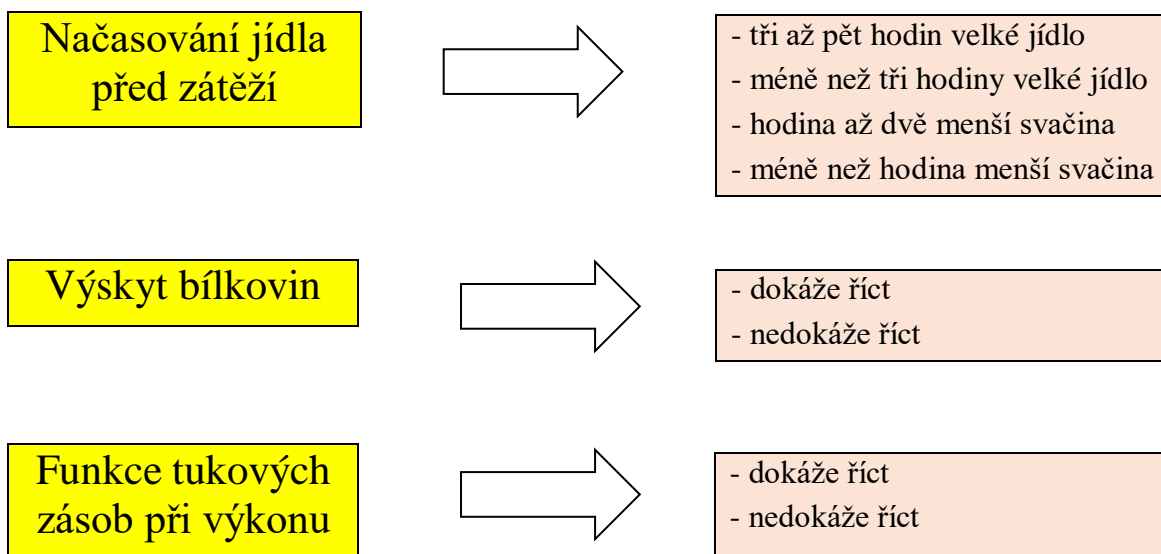 Načasování jídla
před zátěží
- tři až pět hodin velké jídlo
- méně než tři hodiny velké jídlo
- hodina až dvě menší svačina
- méně než hodina menší svačina
Výskyt bílkovin
- dokáže říct
- nedokáže říct
Funkce tukových
zásob při výkonu
- dokáže říct
- nedokáže říct